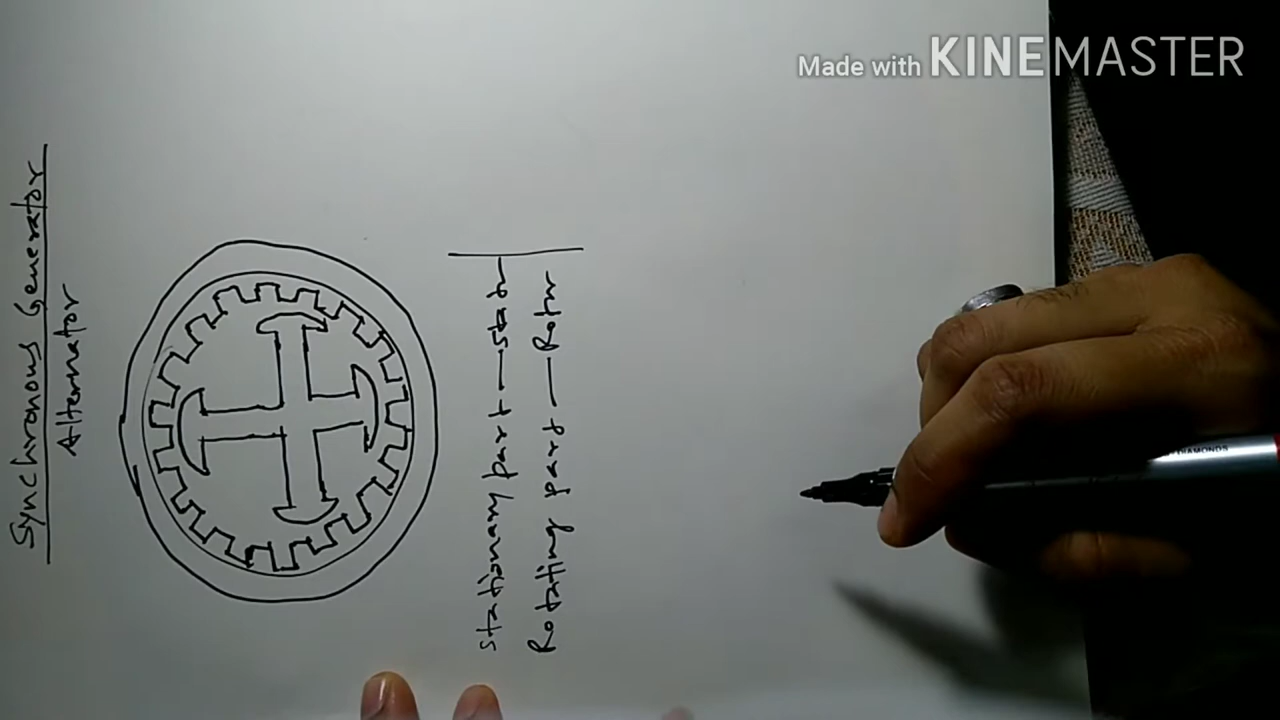 Synchronous Generator
Alternator
Stationary part — stator
Rotating part — Rotor
Made with KINEMASTER